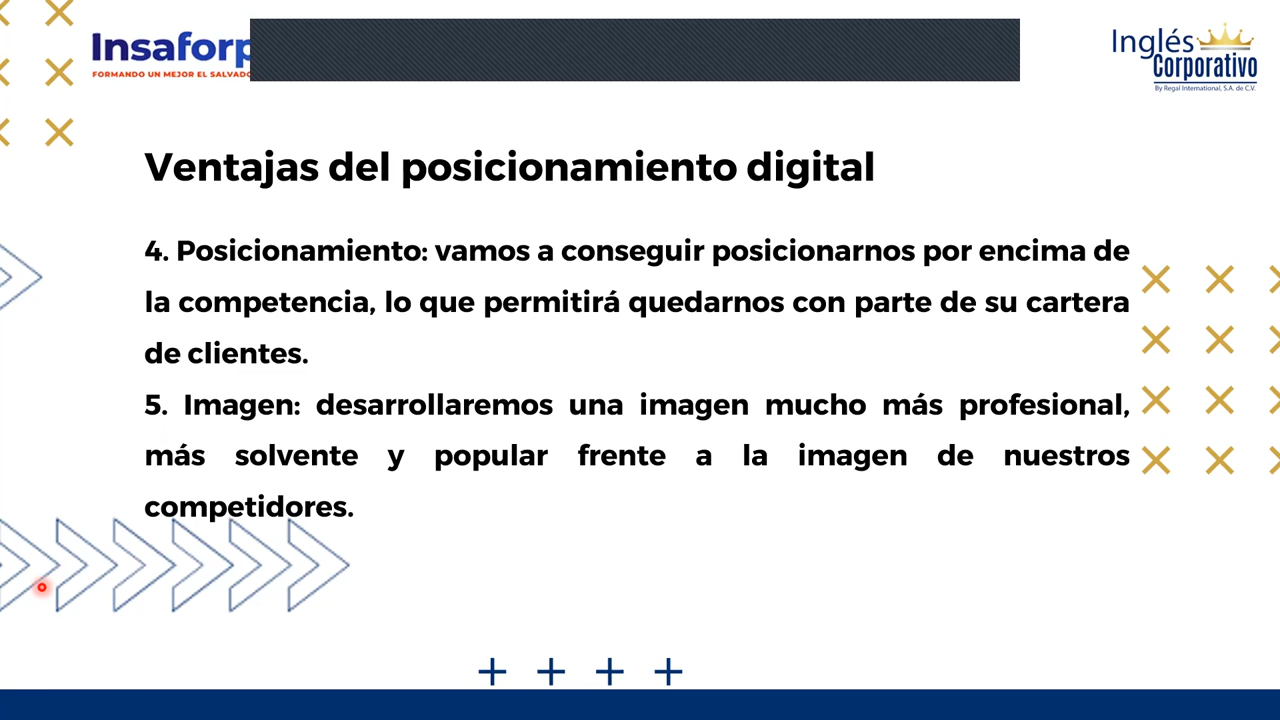 Insaforp
FORMANDO UN MEJOR EL SALVADO
Inglés
Corporativo
By Regal International, S.A. de C.V.
Ventajas del posicionamiento digital
4. Posicionamiento: vamos a conseguir posicionarnos por encima de
la competencia, lo que permitirá quedarnos con parte de su cartera
de clientes.
5. Imagen: desarrollaremos una imagen mucho más profesional,
más solvente y popular frente a la imagen de nuestros
competidores.